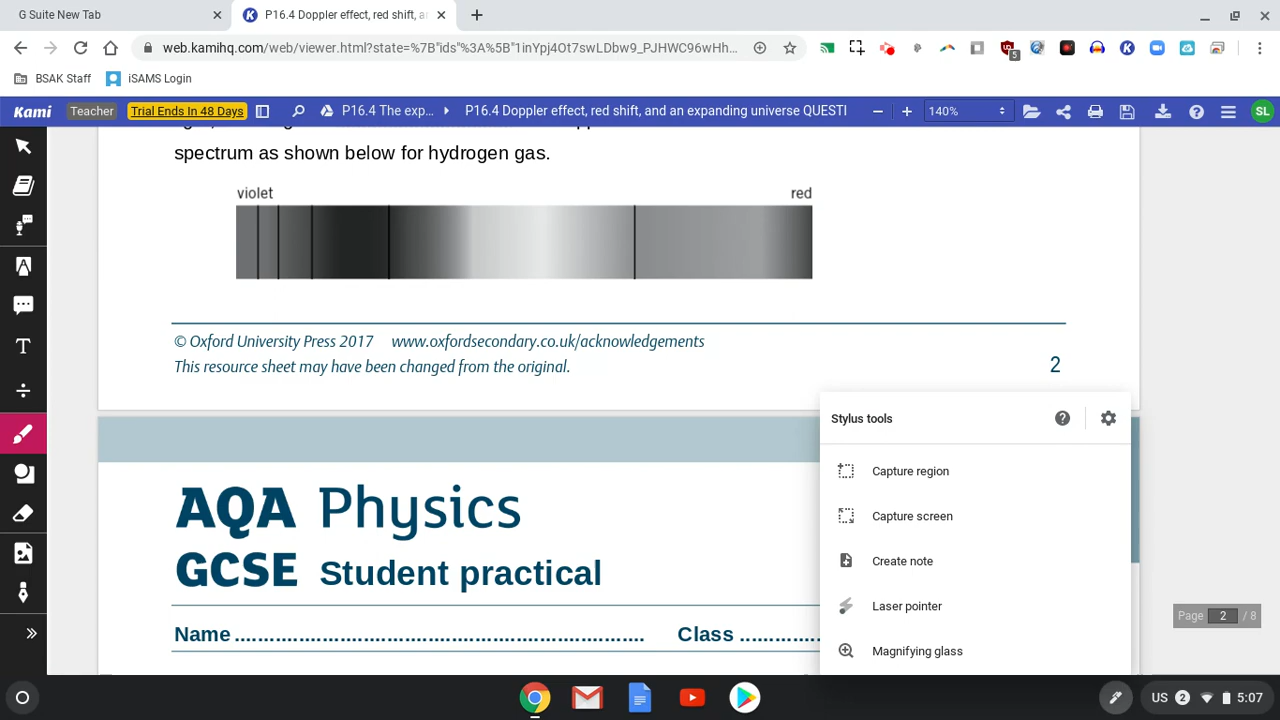 G Suite New Tab
P16.4 Doppler effect, red shift, an
web.kamihq.com/web/viewer.html?state=%7B"ids"%3A%5B"1inYpj4Ot7swLDbw9_PJHWC96wHh...
5
BSAK Staff
iSAMS Login
Kami
Teacher
Trial Ends In 48 Days
P16.4 The exp...
P16.4 Doppler effect, red shift, and an expanding universe QUESTI
140%
SL
spectrum as shown below for hydrogen gas.
violet
red
© Oxford University Press 2017 www.oxfordsecondary.co.uk/acknowledgements
This resource sheet may have been changed from the original.
2
Stylus tools
Capture region
Capture screen
Create note
Laser pointer
Magnifying glass
AQA Physics
GCSE Student practical
Name ......................................................................
Class ..............
Page 2 / 8
US 2 5:07